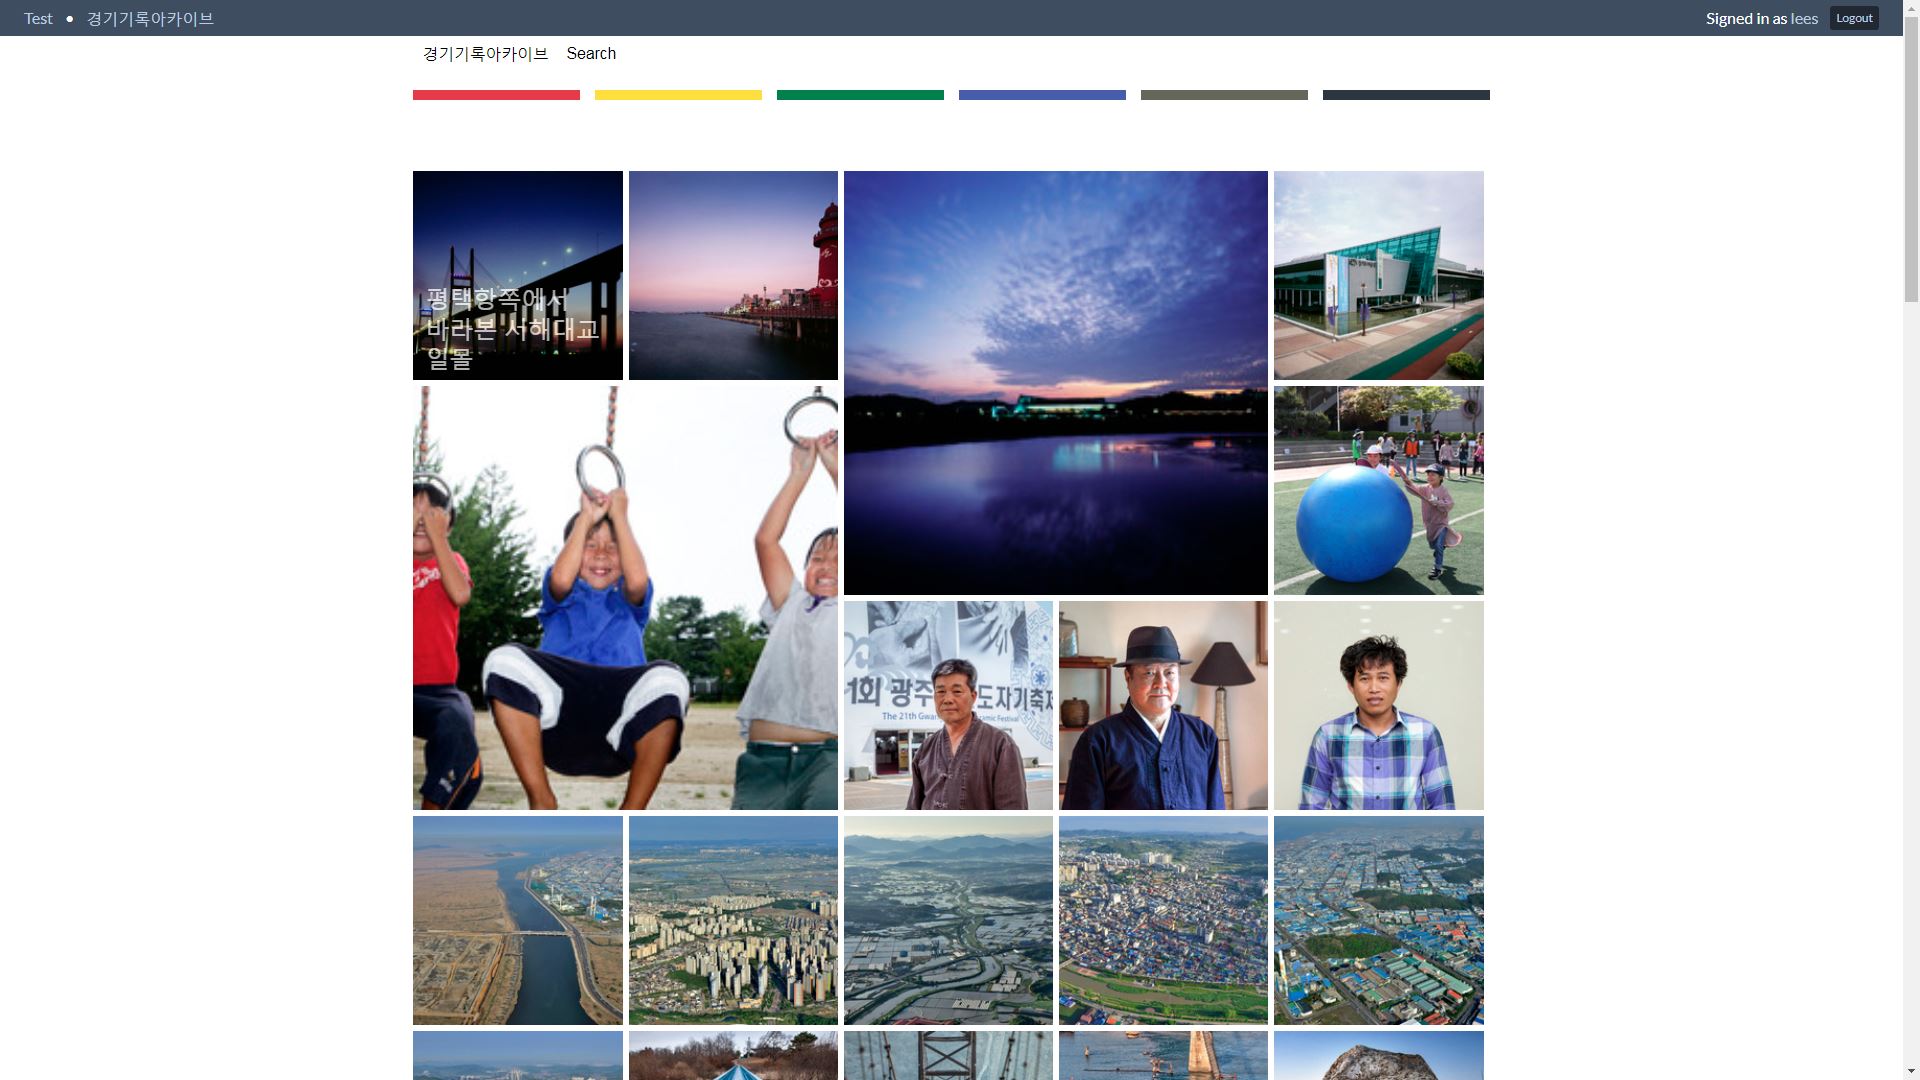 Test • 경기기록아카이브
Signed in as lees Logout
경기기록아카이브 Search
평택항쪽에서
바라본 서해대교
일몰
1회 광주
도자기축제
The 21th Gwan
ramic Festival